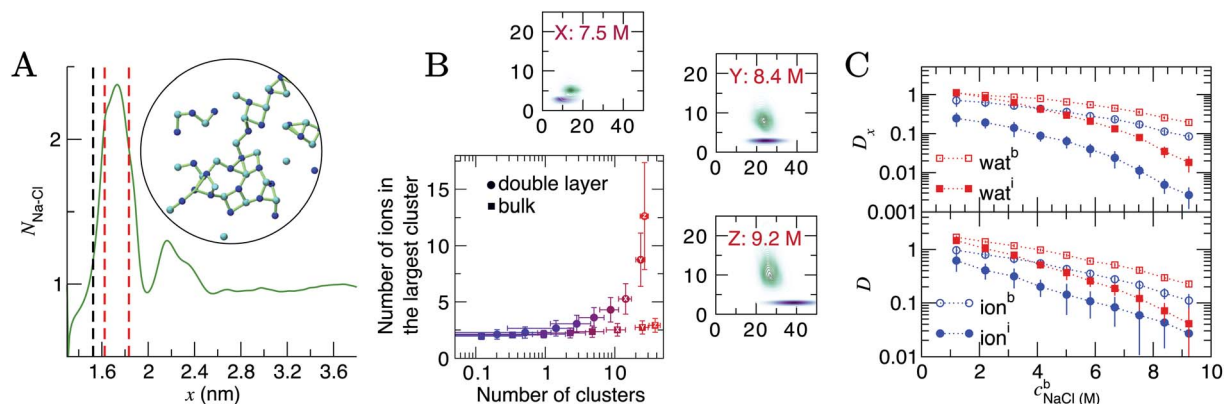 A
N_Na-Cl
2
1
1.6
2
2.4
2.8
3.2
3.6
x (nm)
B
X: 7.5 M
20
10
0
0
20
40
Y: 8.4 M
20
10
0
0
20
40
Z: 9.2 M
20
10
0
0
20
40
Number of ions in
the largest cluster
15
10
5
0
double layer
bulk
X
Y
Z
X
Y
Z
0.1
1
10
Number of clusters
C
D_x
1
0.1
0.01
0.001
wat^b
wat^i
D
1
0.1
0.01
ion^b
ion^i
0
2
4
6
8
10
c^b_NaCl (M)